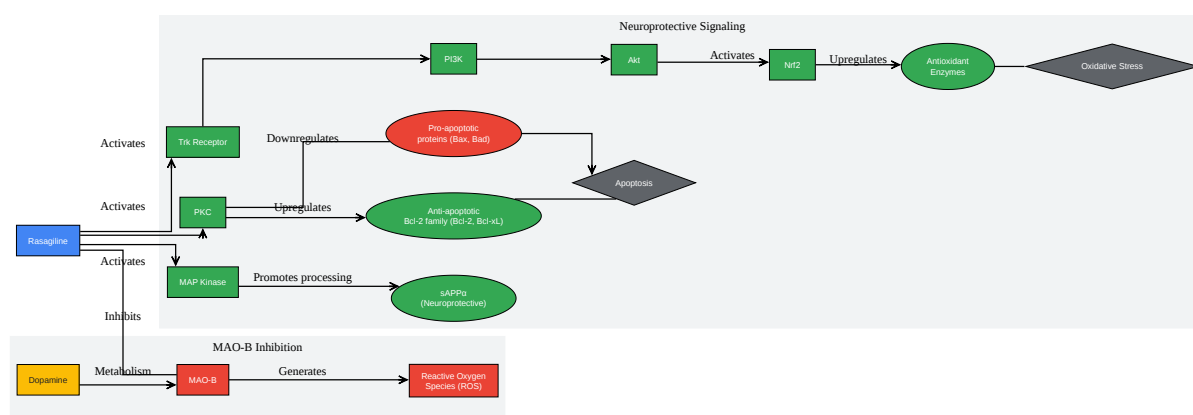 Neuroprotective Signaling
PI3K
Akt
Activates
Nrf2
Upregulates
Antioxidant
Enzymes
Oxidative Stress
Activates
Trk Receptor
Downregulates
Pro-apoptotic
proteins (Bax, Bad)
Apoptosis
Activates
PKC
Upregulates
Anti-apoptotic
Bcl-2 family (Bcl-2, Bcl-xL)
Rasagiline
Activates
MAP Kinase
Promotes processing
sAPPα
(Neuroprotective)
Inhibits
MAO-B Inhibition
Dopamine
Metabolism
MAO-B
Generates
Reactive Oxygen
Species (ROS)